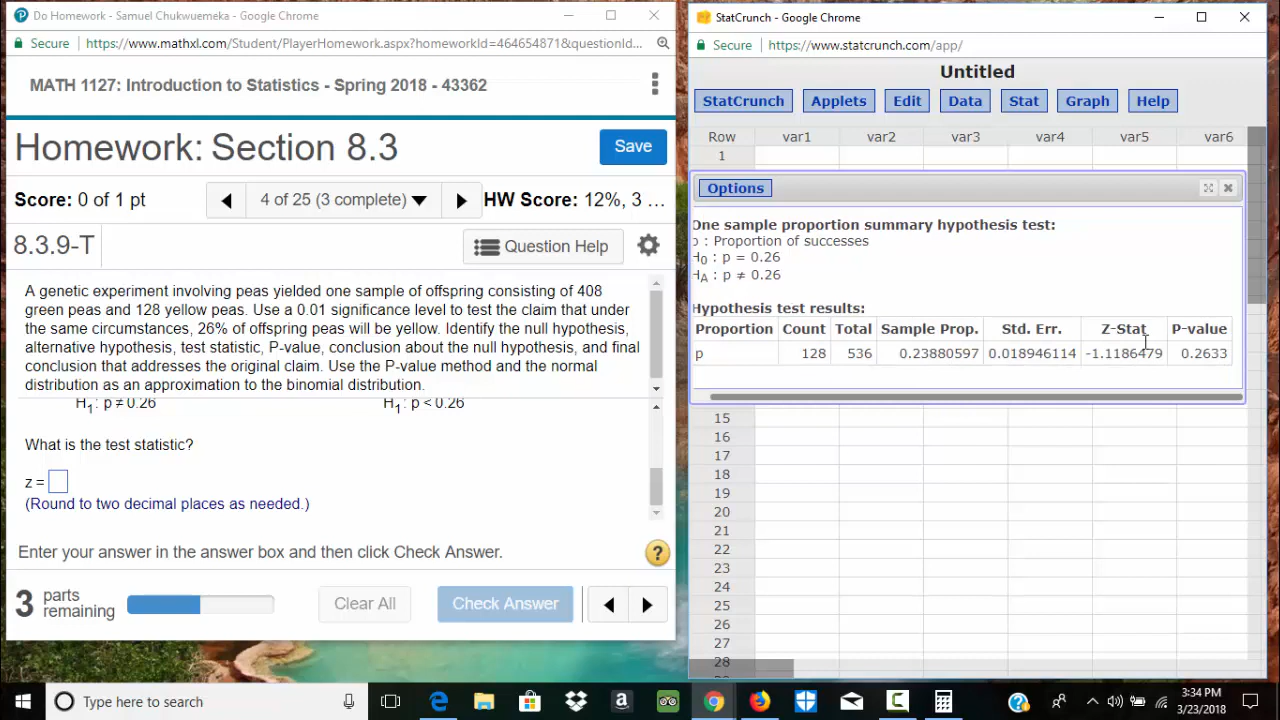 Do Homework - Samuel Chukwuemeka - Google Chrome
Secure https://www.mathxl.com/Student/PlayerHomework.aspx?homeworkId=464654871&questionId...
MATH 1127: Introduction to Statistics - Spring 2018 - 43362
Homework: Section 8.3
Save
Score: 0 of 1 pt
4 of 25 (3 complete)
HW Score: 12%, 3 ...
8.3.9-T
Question Help
A genetic experiment involving peas yielded one sample of offspring consisting of 408
green peas and 128 yellow peas. Use a 0.01 significance level to test the claim that under
the same circumstances, 26% of offspring peas will be yellow. Identify the null hypothesis,
alternative hypothesis, test statistic, P-value, conclusion about the null hypothesis, and final
conclusion that addresses the original claim. Use the P-value method and the normal
distribution as an approximation to the binomial distribution.
H1: p ≠ 0.26 H1: p < 0.26
What is the test statistic?
z =
(Round to two decimal places as needed.)
Enter your answer in the answer box and then click Check Answer.
?
3 parts remaining
Clear All
Check Answer
StatCrunch - Google Chrome
Secure https://www.statcrunch.com/app/
Untitled
StatCrunch Applets Edit Data Stat Graph Help
Row var1 var2 var3 var4 var5 var6
1
Options
One sample proportion summary hypothesis test:
p : Proportion of successes
H0 : p = 0.26
HA : p ≠ 0.26
Hypothesis test results:
Proportion Count Total Sample Prop. Std. Err. Z-Stat P-value
p 128 536 0.23880597 0.018946114 -1.1186479 0.2633
15
16
17
18
19
20
21
22
23
24
25
26
27
28
Type here to search
3:34 PM
3/23/2018